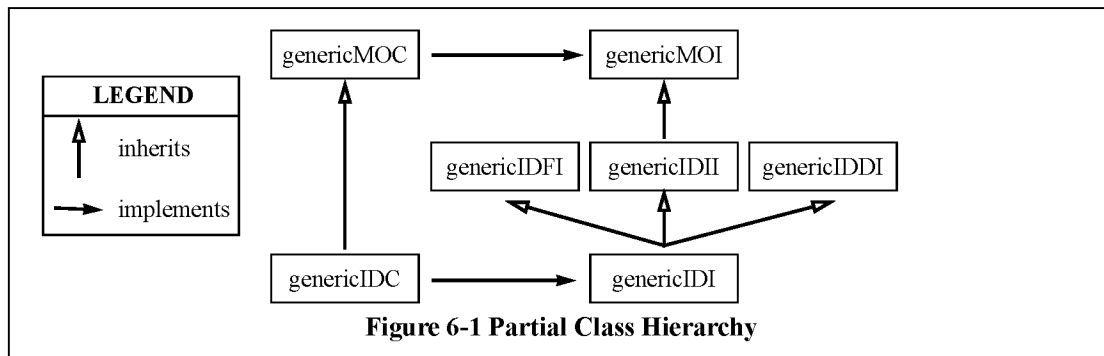 genericMOC
genericMOI
LEGEND
inherits
implements
genericIDFI
genericIDII
genericIDDI
genericIDC
genericIDI
Figure 6-1 Partial Class Hierarchy